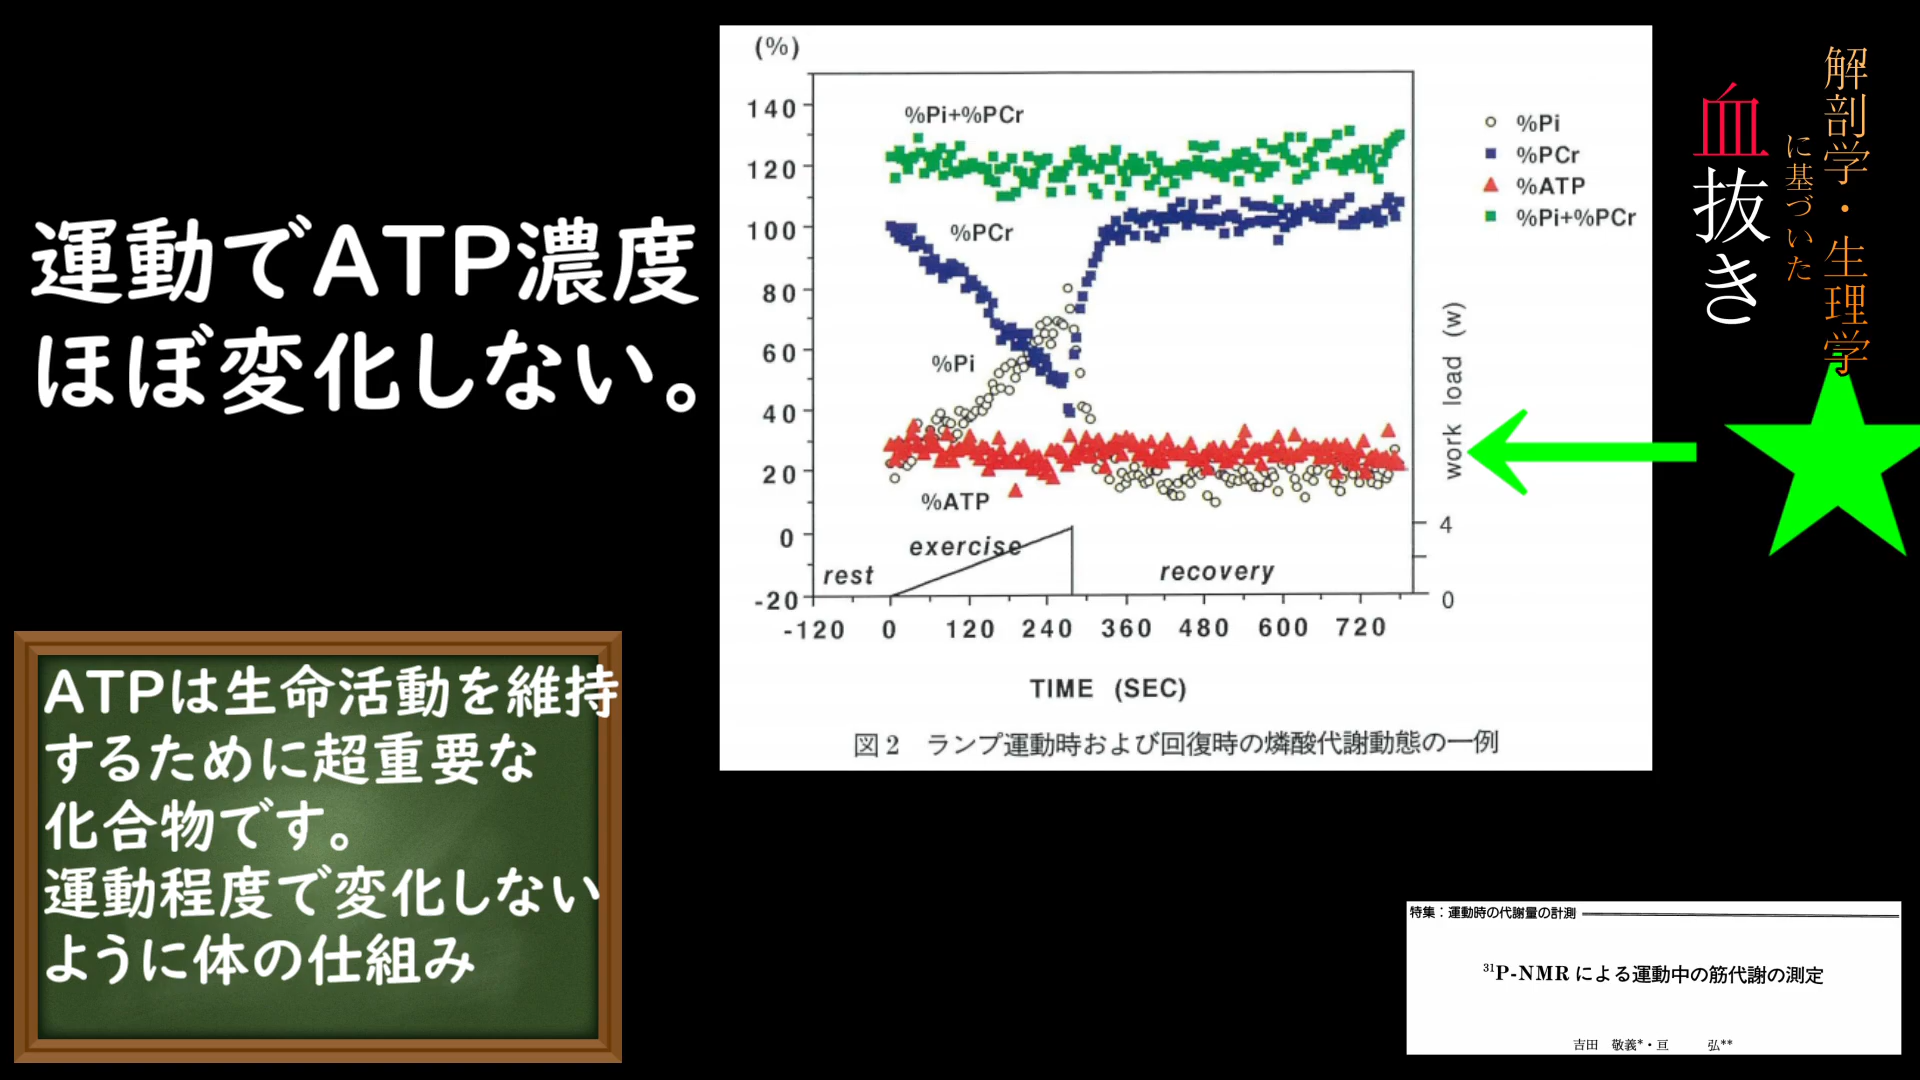 運動でATP濃度
ほぼ変化しない。
ATPは生命活動を維持
するために超重要な
化合物です。
運動程度で変化しない
ように体の仕組み
(%)
140
120
100
80
60
40
20
0
-20
%Pi+%PCr
%PCr
%Pi
%ATP
exercise
rest
recovery
-120 0 120 240 360 480 600 720
TIME (SEC)
%Pi
%PCr
%ATP
%Pi+%PCr
work load (w)
4
0
図2 ランプ運動時および回復時の燐酸代謝動態の一例
解剖学・生理学
に基づいた
血抜き
特集：運動時の代謝量の計測
31P-NMRによる運動中の筋代謝の測定
吉田 敬義*・亘 弘**